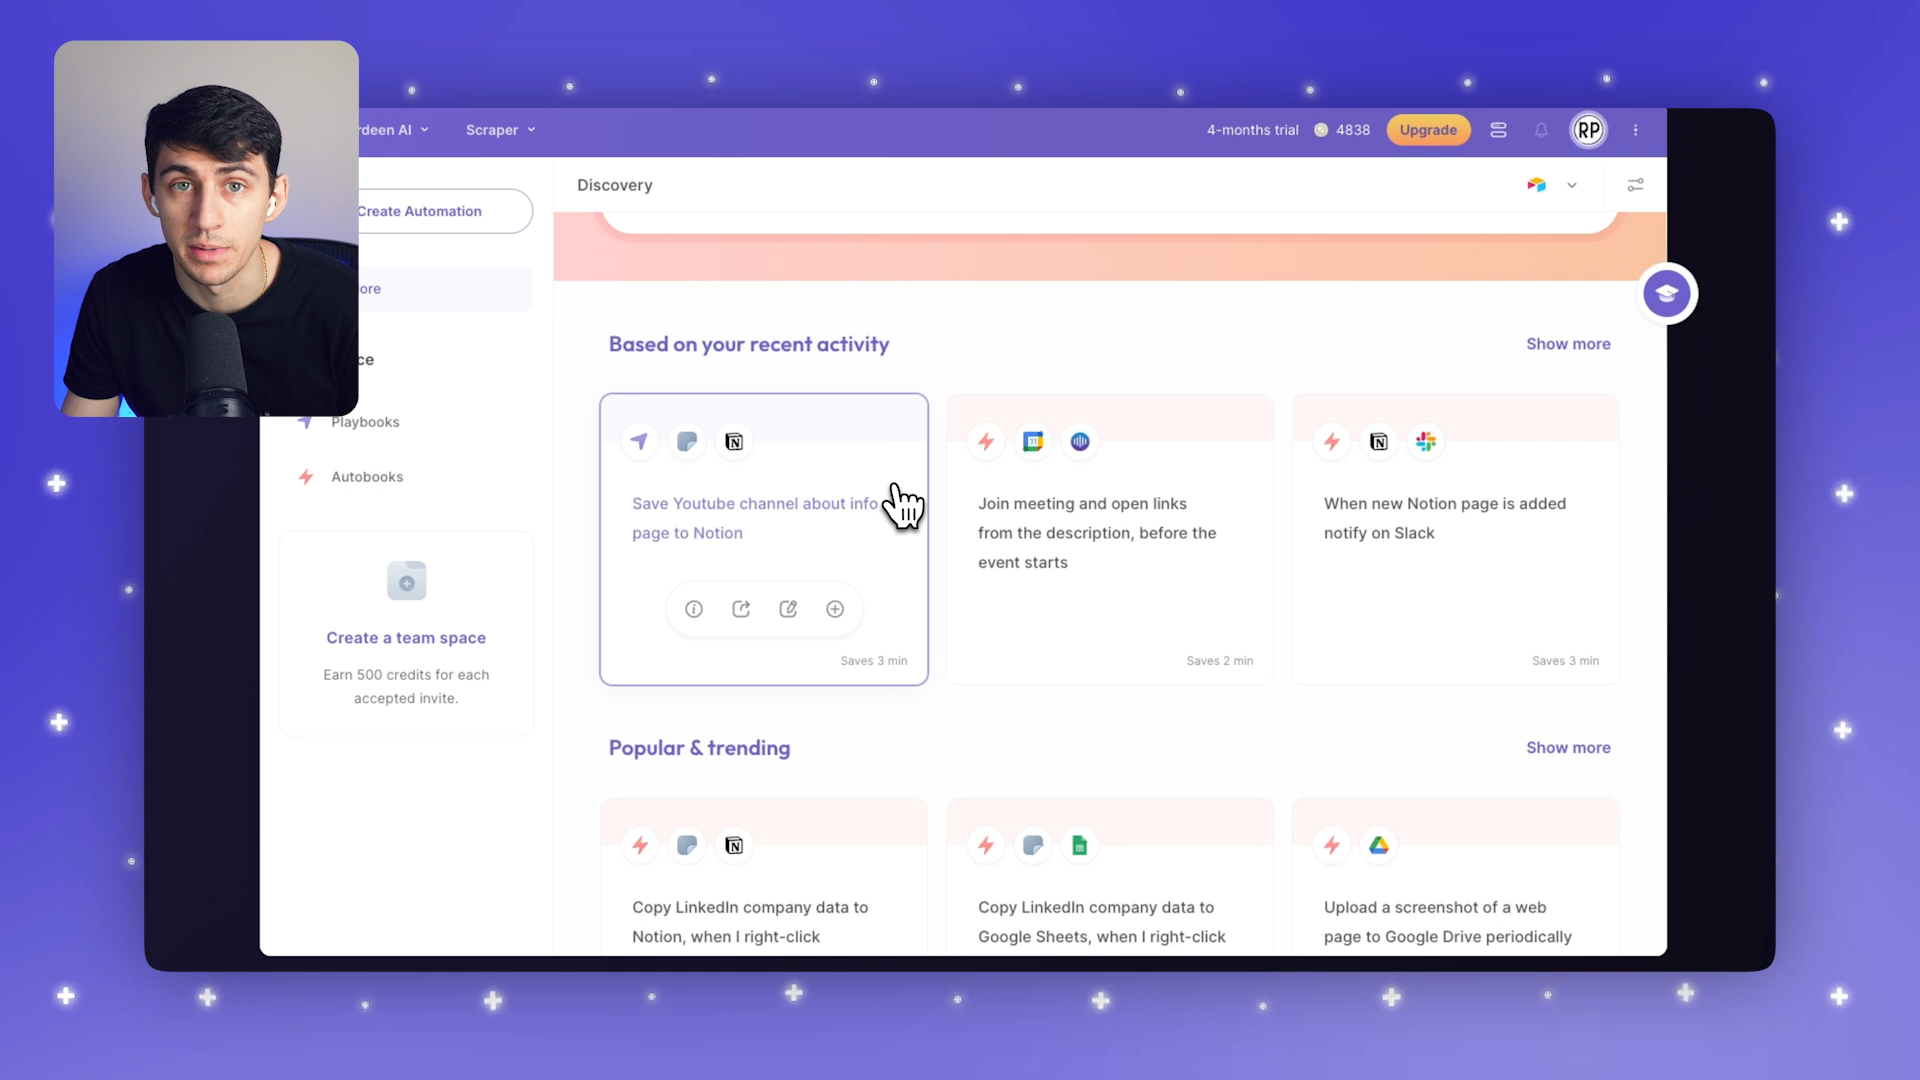 rdeen AI
Scraper
4-months trial
4838
Upgrade
RP
Create Automation
Discovery
ore
ce
Playbooks
Autobooks
Create a team space
Earn 500 credits for each
accepted invite.
Based on your recent activity
Show more
Save Youtube channel about info
page to Notion
Saves 3 min
31
Join meeting and open links
from the description, before the
event starts
Saves 2 min
When new Notion page is added
notify on Slack
Saves 3 min
Popular & trending
Show more
Copy LinkedIn company data to
Notion, when I right-click
Copy LinkedIn company data to
Google Sheets, when I right-click
Upload a screenshot of a web
page to Google Drive periodically